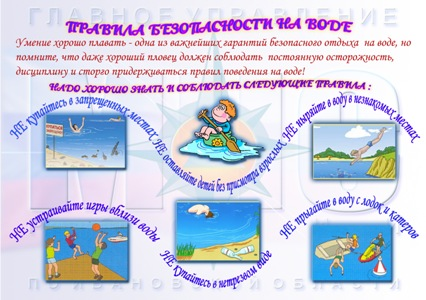 ГЛАВНОЕ УПРАВЛЕНИЕ
ПРАВИЛА БЕЗОПАСНОСТИ НА ВОДЕ
Умение хорошо плавать - одна из важнейших гарантий безопасного отдыха на воде, но
помните, что даже хороший пловец должен соблюдать постоянную осторожность,
дисциплину и строго придерживаться правил поведения на воде!
НАДО ХОРОШО ЗНАТЬ И СОБЛЮДАТЬ СЛЕДУЮЩИЕ ПРАВИЛА :
НЕ купайтесь в запрещенных местах
НЕ оставляйте детей без присмотра взрослых
НЕ ныряйте в воду в незнакомых местах
НЕ устраивайте игры вблизи воды
НЕ купайтесь в нетрезвом виде
НЕ прыгайте в воду с лодок и катеров